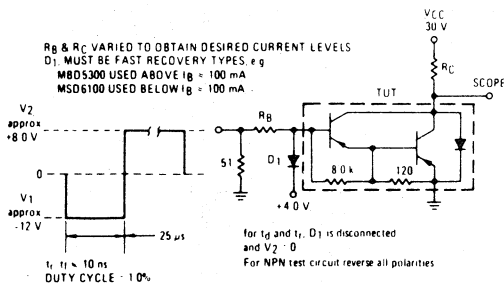 RB & RC VARIED TO OBTAIN DESIRED CURRENT LEVELS
D1, MUST BE FAST RECOVERY TYPES, e.g
MBD5300 USED ABOVE IB ≈ 100 mA
MSD6100 USED BELOW IB ≈ 100 mA
VCC
30 V
RC
SCOPE
TUT
V2
approx
+8.0 V
0
V1
approx
-12 V
RB
51
D1
8.0 k
120
+4.0 V
25 µs
tr, tf ≈ 10 ns
DUTY CYCLE = 1.0%
for td and tr, D1 is disconnected
and V2 = 0
For NPN test circuit reverse all polarities